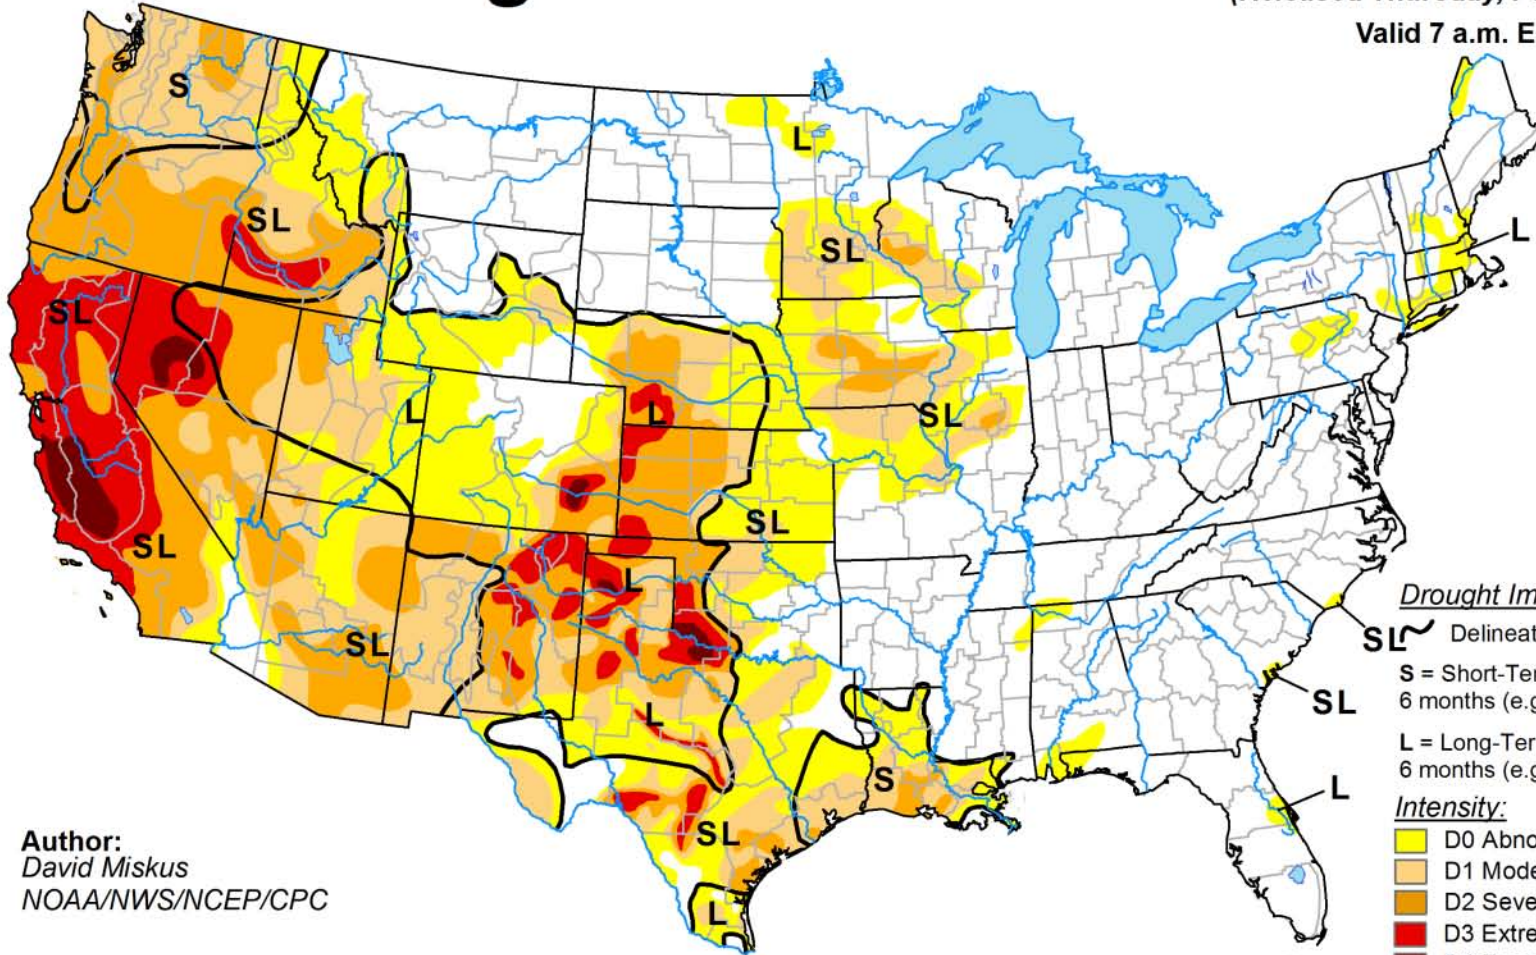 Valid 7 a.m. E
S
L
SL
SL
L
SL
L
L
SL
SL
SL
L
SL
SL
L
S
SL
L
SL
SL
L
Drought Im
Delineat
S = Short-Ter
6 months (e.g
L = Long-Ter
6 months (e.g
Intensity:
D0 Abno
D1 Mode
D2 Seve
D3 Extre
Author:
David Miskus
NOAA/NWS/NCEP/CPC